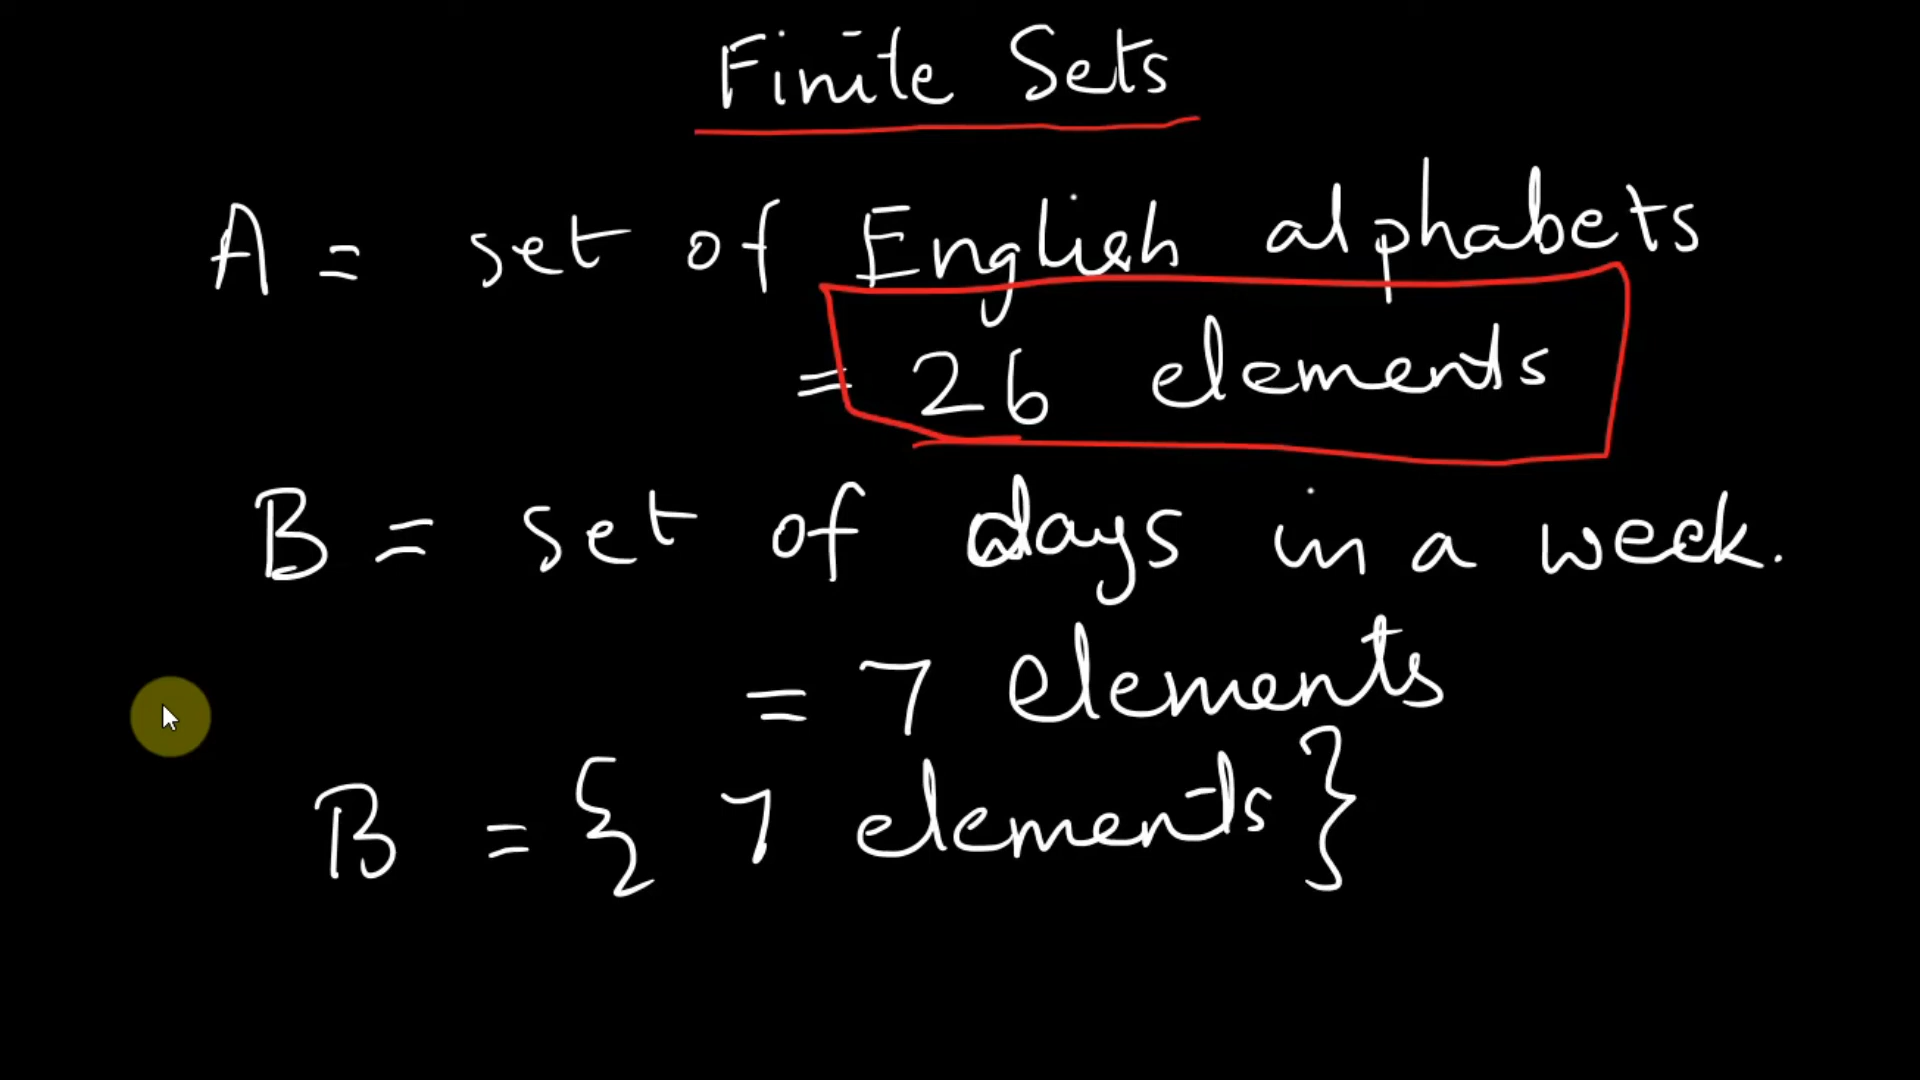 Finite Sets
A = set of English alphabets
= 26 elements
B = set of days in a week.
= 7 elements
B = { 7 elements }